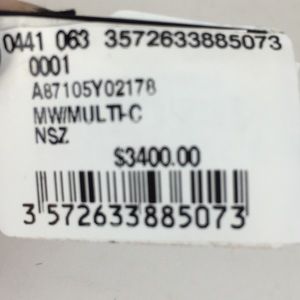 0441 063 3572633885073
0001
A87105Y02178
MW/MULTI-C
NSZ
$3400.00
3 572633 885073